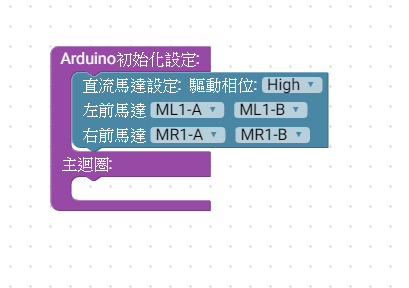 Arduino初始化設定:
直流馬達設定: 驅動相位: High
左前馬達 ML1-A ML1-B
右前馬達 MR1-A MR1-B
主迴圈: